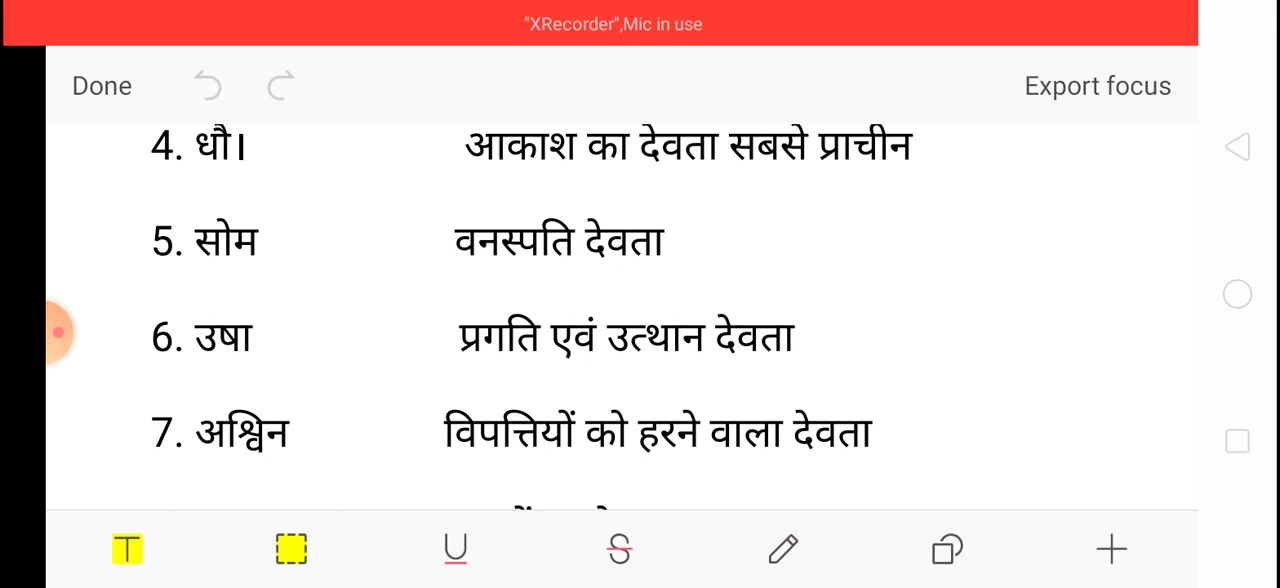 "XRecorder",Mic in use
Done Export focus
4. धौ। आकाश का देवता सबसे प्राचीन
5. सोम वनस्पति देवता
6. उषा प्रगति एवं उत्थान देवता
7. अश्विन विपत्तियों को हरने वाला देवता